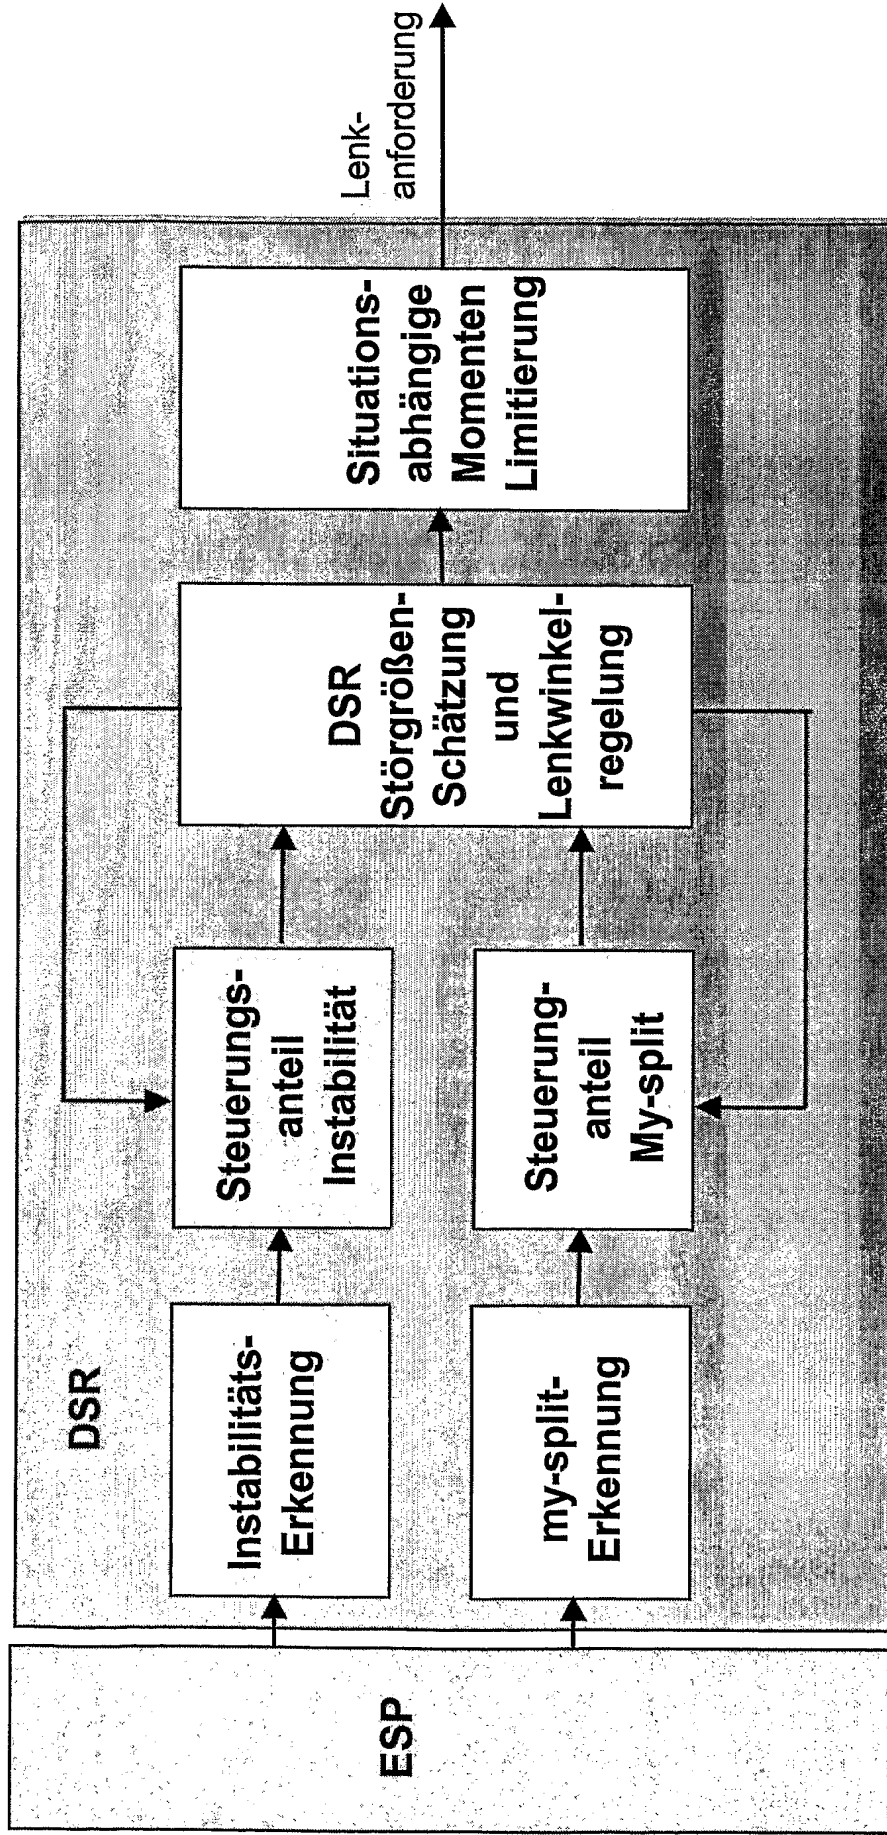 ESP
DSR
Instabilitäts-
Erkennung
my-split-
Erkennung
Steuerungs-
anteil
Instabilität
Steuerung-
anteil
My-split
DSR
Störgrößen-
Schätzung
und
Lenkwinkel-
regelung
Situations-
abhängige
Momenten
Limitierung
Lenk-
anforderung